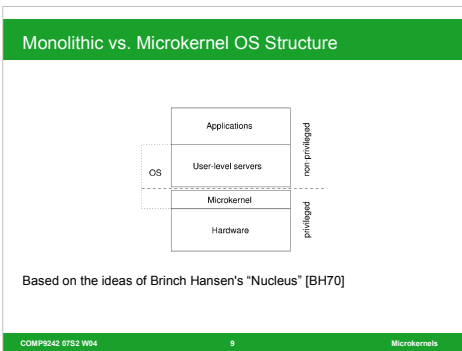 Monolithic vs. Microkernel OS Structure
Applications
User-level servers
OS
Microkernel
Hardware
non privileged
privileged
Based on the ideas of Brinch Hansen's “Nucleus” [BH70]
COMP9242 07S2 W04 9 Microkernels